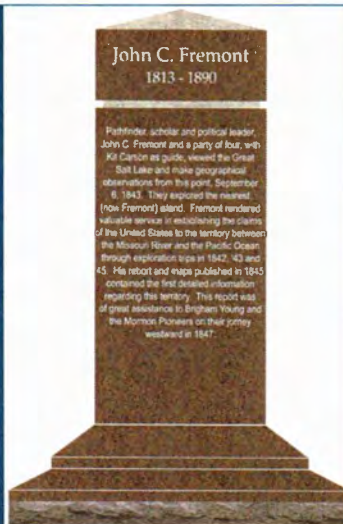 John C. Fremont
1813 - 1890
Pathfinder, scholar and political leader,
John C. Fremont and a party of four, with
Kit Carson as guide, viewed the Great
Salt Lake and make geographical
observations from this point, September
6, 1843. They explored the nearest
(now Fremont) island. Fremont rendered
valuable service in establishing the claims
of the United States to the territory between
the Missouri River and the Pacific Ocean
through exploration trips in 1842, '43 and
'45. His report and maps published in 1845
contained the first detailed information
regarding this territory. This report was
of great assistance to Brigham Young and
the Mormon Pioneers on their jorney
westward in 1847.